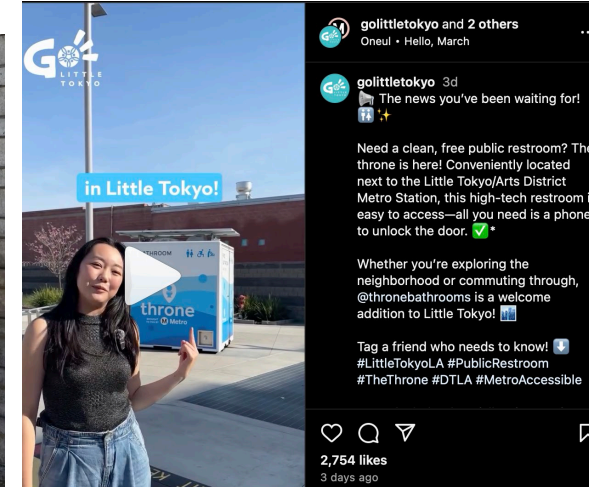 GO
LITTLE
TOKYO
in Little Tokyo!
throne
M Metro
golittletokyo and 2 others
Oneul • Hello, March
golittletokyo 3d
📢 The news you've been waiting for!
🚻✨
Need a clean, free public restroom? The
throne is here! Conveniently located
next to the Little Tokyo/Arts District
Metro Station, this high-tech restroom i
easy to access—all you need is a phone
to unlock the door. ✅*
Whether you're exploring the
neighborhood or commuting through,
@thronebathrooms is a welcome
addition to Little Tokyo! 🏙️
Tag a friend who needs to know! ⬇️
#LittleTokyoLA #PublicRestroom
#TheThrone #DTLA #MetroAccessible
2,754 likes
3 days ago